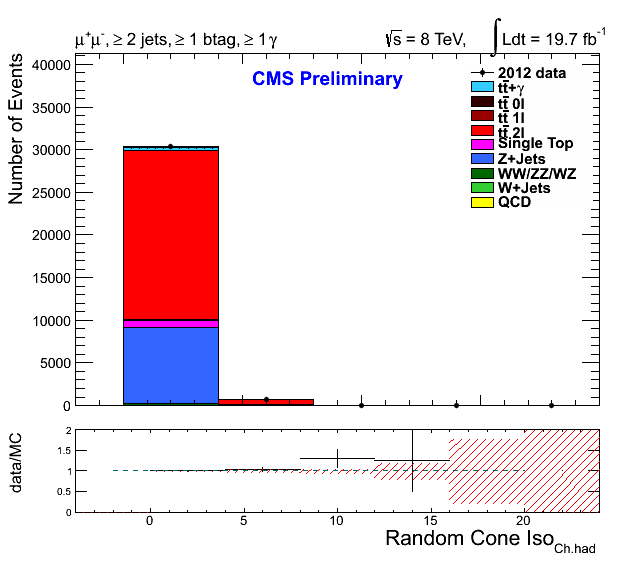 μ⁺μ⁻, ≥ 2 jets, ≥ 1 btag, ≥ 1 γ
√s = 8 TeV, ∫ Ldt = 19.7 fb⁻¹
CMS Preliminary
2012 data
tt̄+γ
tt̄ 0l
tt̄ 1l
tt̄ 2l
Single Top
Z+Jets
WW/ZZ/WZ
W+Jets
QCD
Number of Events
40000
35000
30000
25000
20000
15000
10000
5000
0
data/MC
2
1.5
1
0.5
0
0 5 10 15 20
Random Cone Iso Ch.had